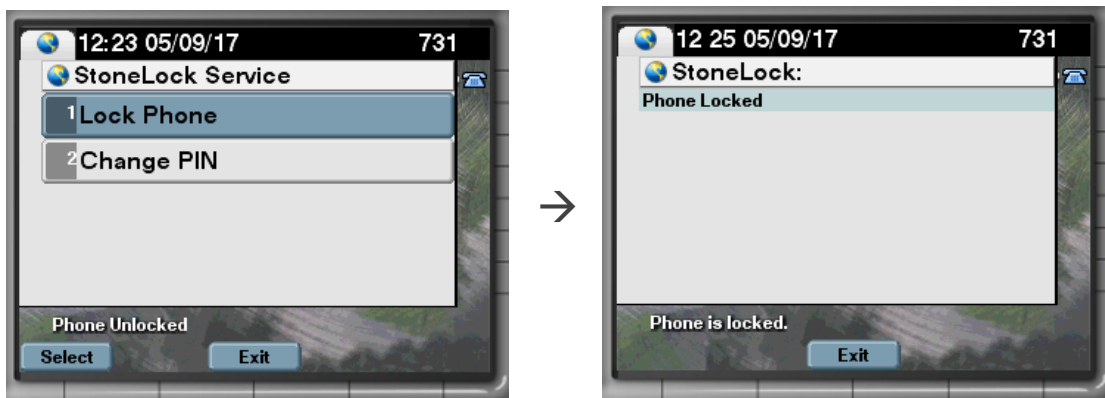 12:23 05/09/17 731
StoneLock Service
1 Lock Phone
2 Change PIN
Phone Unlocked
Select Exit
→
12 25 05/09/17 731
StoneLock:
Phone Locked
Phone is locked.
Exit